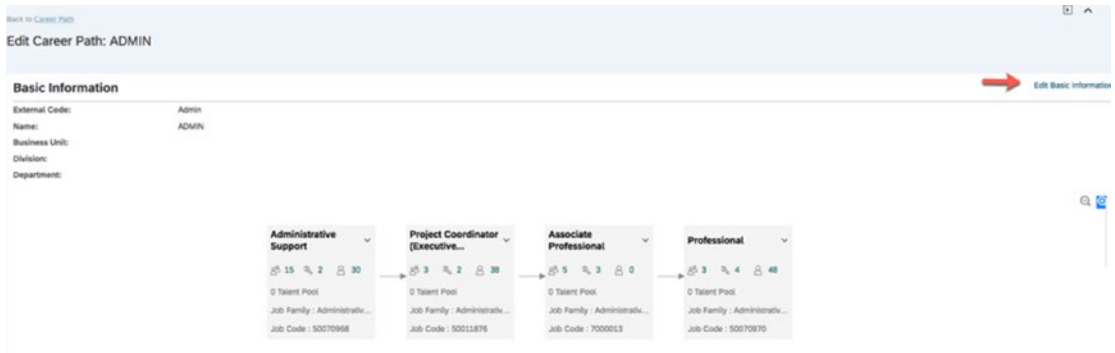 Back to Career Path
Edit Career Path: ADMIN
Basic Information
Edit Basic Information
External Code: Admin
Name: ADMIN
Business Unit:
Division:
Department:
Administrative Support
15 2 30
0 Talent Pool
Job Family : Administrativ...
Job Code : 50070968
Project Coordinator (Executive...
3 2 38
0 Talent Pool
Job Family : Administrativ...
Job Code : 50011876
Associate Professional
5 3 0
0 Talent Pool
Job Family : Administrativ...
Job Code : 7000013
Professional
3 4 48
0 Talent Pool
Job Family : Administrativ...
Job Code : 50070970